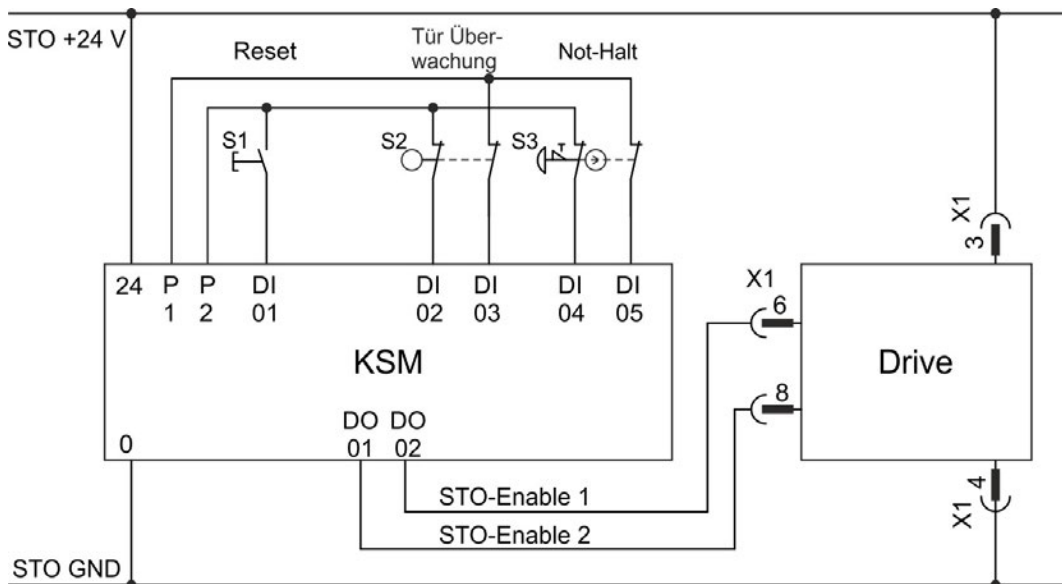 STO +24 V
Reset
Tür Über-
wachung
Not-Halt
S1
S2
S3
X1
3
24 P P DI DI DI DI DI
1 2 01 02 03 04 05
X1
6
KSM
Drive
8
DO DO
0 01 02
4
X1
STO-Enable 1
STO-Enable 2
STO GND